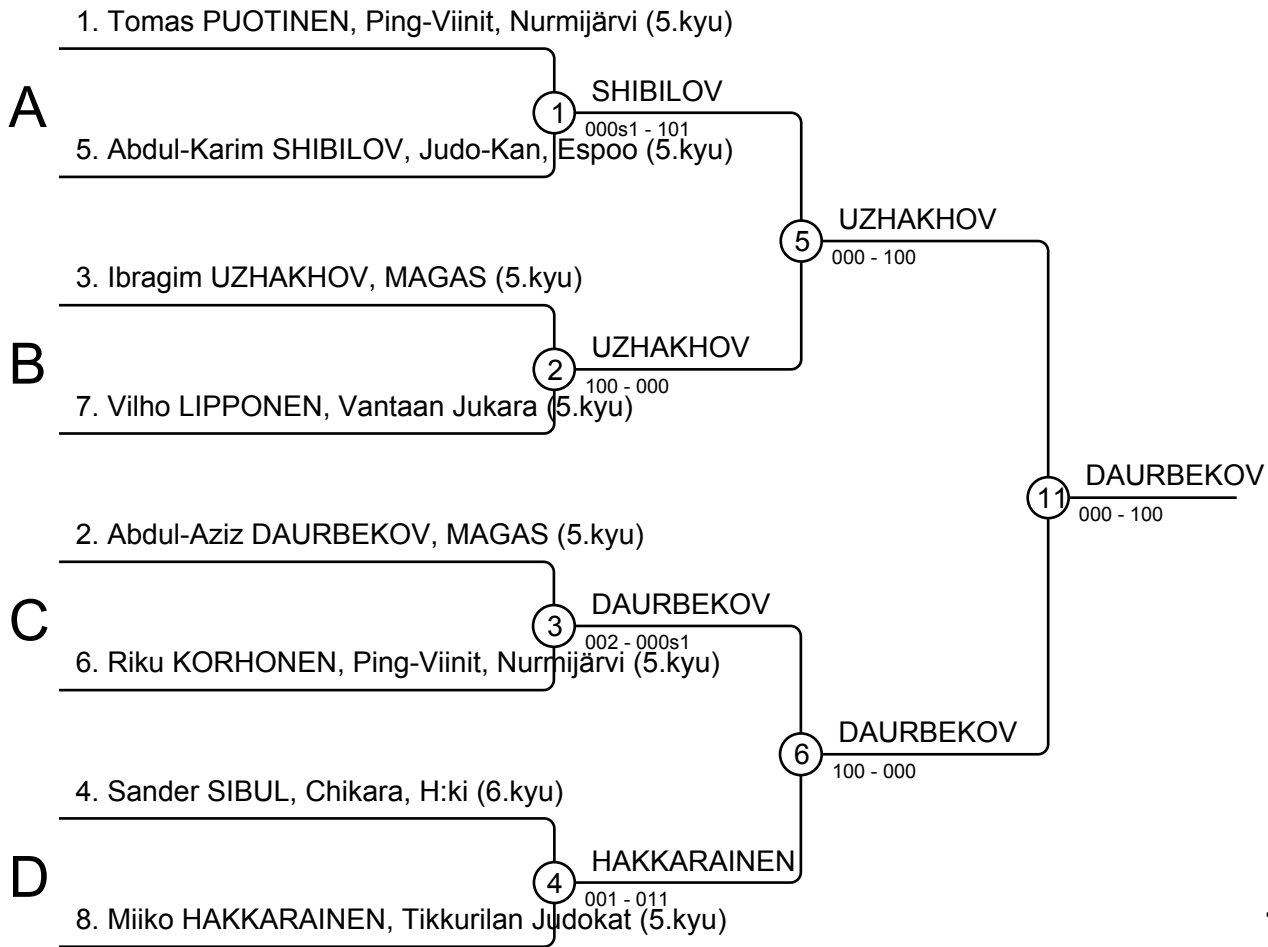 1. Tomas PUOTINEN, Ping-Viinit, Nurmijärvi (5.kyu)
A
1
SHIBILOV
000s1 - 101
5. Abdul-Karim SHIBILOV, Judo-Kan, Espoo (5.kyu)
5
UZHAKHOV
000 - 100
3. Ibragim UZHAKHOV, MAGAS (5.kyu)
B
2
UZHAKHOV
100 - 000
7. Vilho LIPPONEN, Vantaan Jukara (5.kyu)
11
DAURBEKOV
000 - 100
2. Abdul-Aziz DAURBEKOV, MAGAS (5.kyu)
C
3
DAURBEKOV
002 - 000s1
6. Riku KORHONEN, Ping-Viinit, Nurmijärvi (5.kyu)
6
DAURBEKOV
100 - 000
4. Sander SIBUL, Chikara, H:ki (6.kyu)
D
4
HAKKARAINEN
001 - 011
8. Miiko HAKKARAINEN, Tikkurilan Judokat (5.kyu)